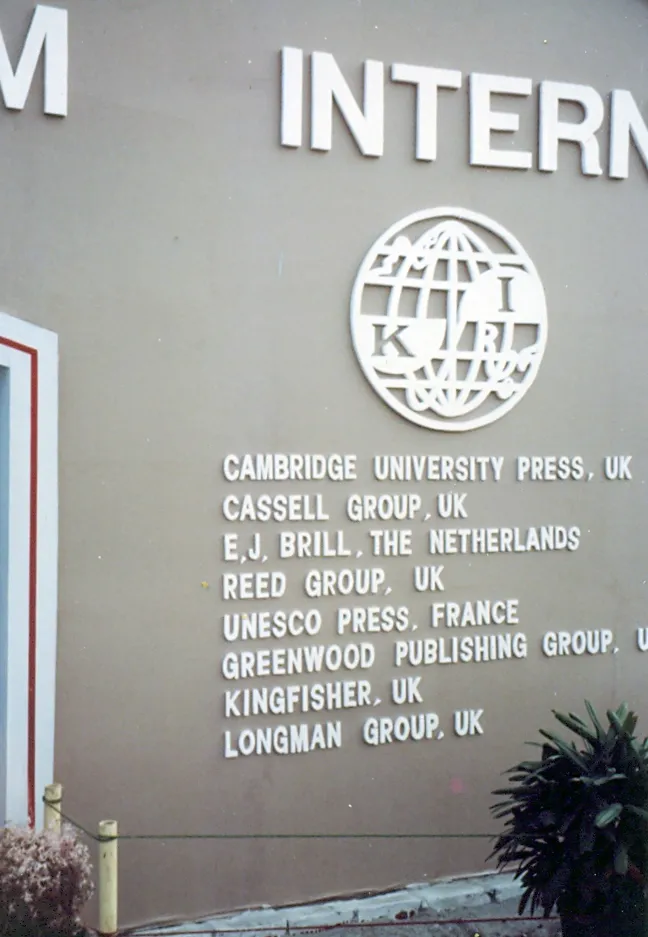 M INTERN
K I R
CAMBRIDGE UNIVERSITY PRESS, UK
CASSELL GROUP, UK
E.J. BRILL, THE NETHERLANDS
REED GROUP, UK
UNESCO PRESS, FRANCE
GREENWOOD PUBLISHING GROUP, U
KINGFISHER, UK
LONGMAN GROUP, UK